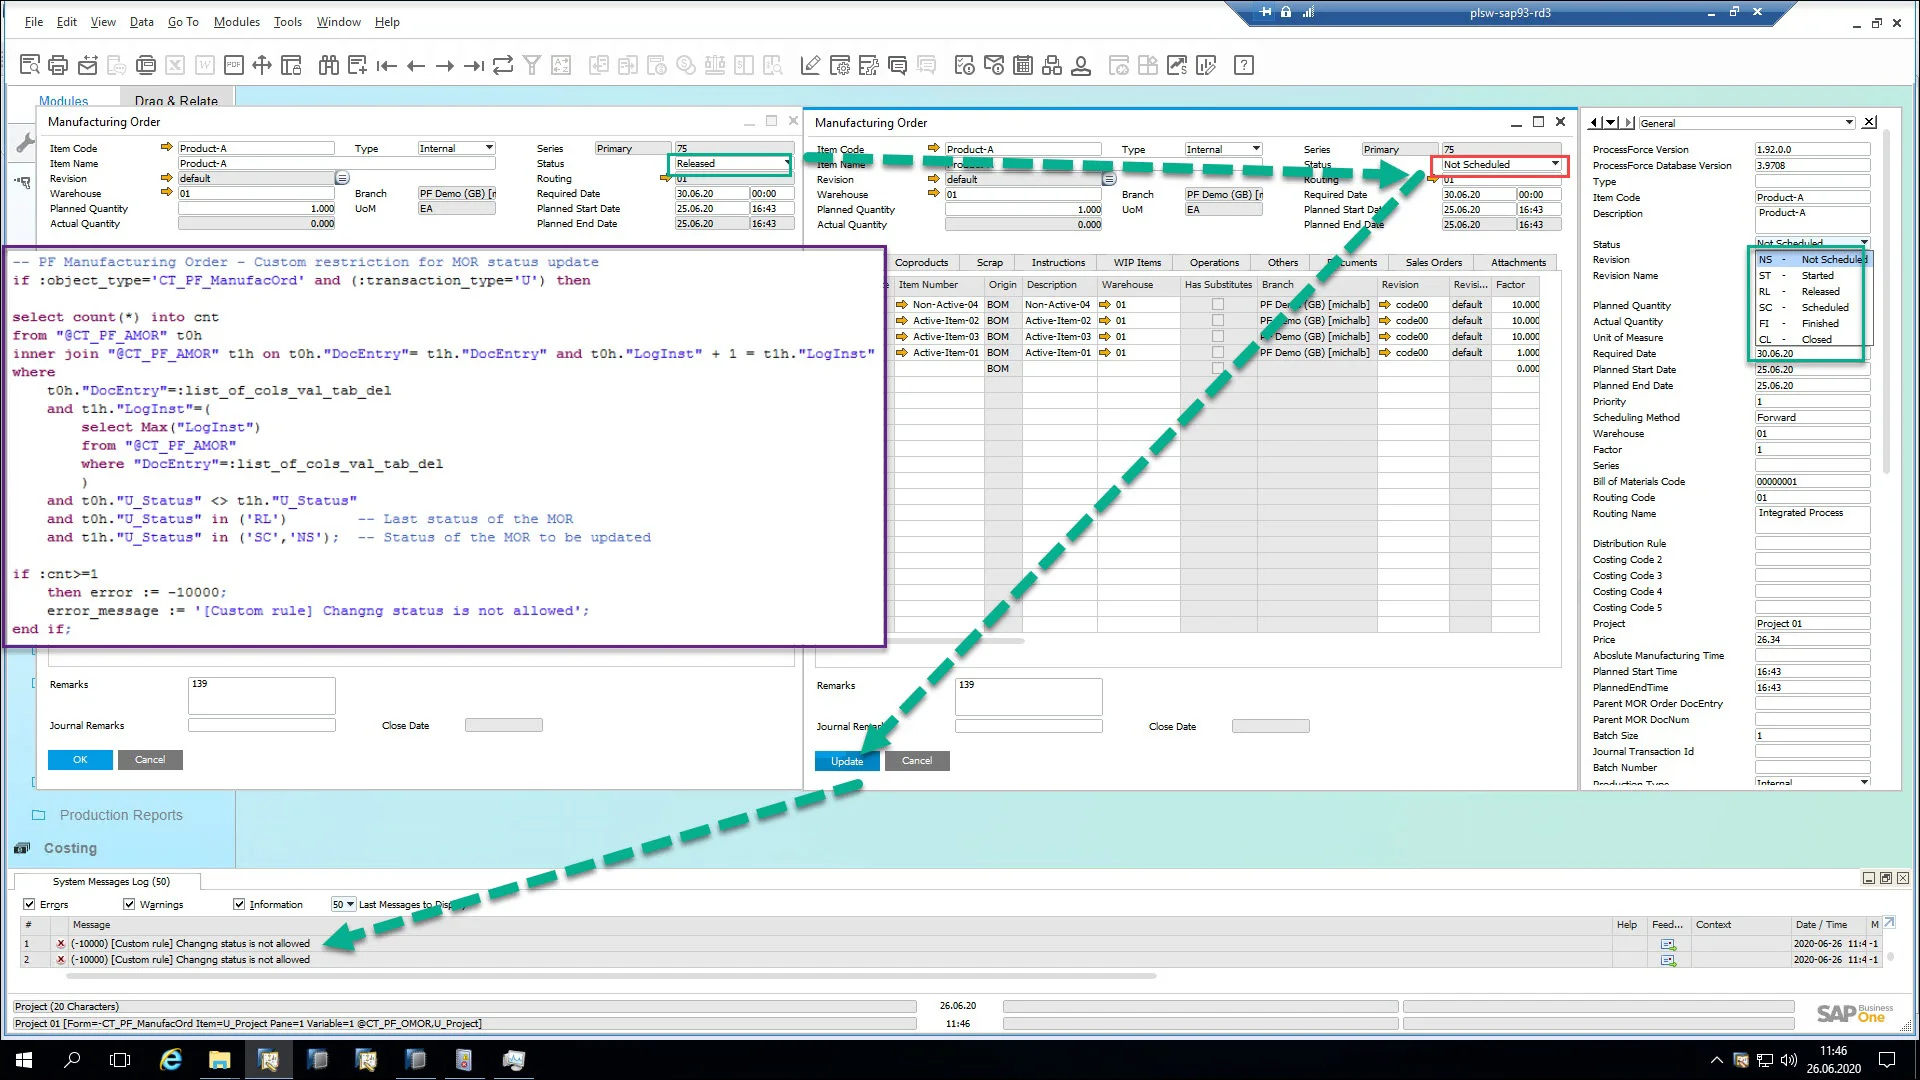 plsw-sap93-rd3
File Edit View Data Go To Modules Tools Window Help
Modules Drag & Relate
Manufacturing Order
Item Code Product-A Type Internal Series Primary 75
Item Name Product-A Status Released
Revision default Routing 01
Warehouse 01 Branch PF Demo (GB) [r Required Date 30.06.20 00:00
Planned Quantity 1.000 UoM EA Planned Start Date 25.06.20 16:43
Actual Quantity 0.000 Planned End Date 25.06.20 16:43
-- PF Manufacturing Order - Custom restriction for MOR status update
if :object_type='CT_PF_ManufacOrd' and (:transaction_type='U') then
select count(*) into cnt
from "@CT_PF_AMOR" t0h
inner join "@CT_PF_AMOR" t1h on t0h."DocEntry"= t1h."DocEntry" and t0h."LogInst" + 1 = t1h."LogInst"
where
t0h."DocEntry"=:list_of_cols_val_tab_del
and t1h."LogInst"=(
select Max("LogInst")
from "@CT_PF_AMOR"
where "DocEntry"=:list_of_cols_val_tab_del
)
and t0h."U_Status" <> t1h."U_Status"
and t0h."U_Status" in ('RL') -- Last status of the MOR
and t1h."U_Status" in ('SC','NS'); -- Status of the MOR to be updated
if :cnt>=1
then error := -10000;
error_message := '[Custom rule] Changng status is not allowed';
end if;
Remarks 139
Journal Remarks Close Date
OK Cancel
Manufacturing Order
Item Code Product-A Type Internal Series Primary 75
Item Name Status Not Scheduled
Revision default Routing 01
Warehouse 01 Branch PF Demo (GB) [r Required Date 30.06.20 00:00
Planned Quantity 1.000 UoM EA Planned Start Date 25.06.20 16:43
Actual Quantity 0.000 Planned End Date 25.06.20 16:43
Coproducts Scrap Instructions WIP Items Operations Others Documents Sales Orders Attachments
Item Number Origin Description Warehouse Has Substitutes Branch Revision Revisi... Factor
Non-Active-04 BOM Non-Active-04 01 PF Demo (GB) [michalb] code00 default 10.000
Active-Item-02 BOM Active-Item-02 01 PF Demo (GB) [michalb] code00 default 10.000
Active-Item-03 BOM Active-Item-03 01 PF Demo (GB) [michalb] code00 default 10.000
Active-Item-01 BOM Active-Item-01 01 PF Demo (GB) [michalb] code00 default 1.000
BOM 0.000
Remarks 139
Journal Remarks Close Date
Update Cancel
General
ProcessForce Version 1.92.0.0
ProcessForce Database Version 3.9708
Type
Item Code Product-A
Description Product-A
Status Not Scheduled
Revision
Revision Name
NS - Not Scheduled
ST - Started
RL - Released
SC - Scheduled
FI - Finished
CL - Closed
Planned Quantity
Actual Quantity
Unit of Measure
Required Date 30.06.20
Planned Start Date 25.06.20
Planned End Date 25.06.20
Priority 1
Scheduling Method Forward
Warehouse 01
Factor 1
Series
Bill of Materials Code 00000001
Routing Code 01
Routing Name Integrated Process
Distribution Rule
Costing Code 2
Costing Code 3
Costing Code 4
Costing Code 5
Project Project 01
Price 26.34
Absolute Manufacturing Time
Planned Start Time 16:43
PlannedEndTime 16:43
Parent MOR Order DocEntry
Parent MOR DocNum
Batch Size 1
Journal Transaction Id
Batch Number
Production Type Internal
Production Reports
Costing
System Messages Log (50)
Errors Warnings Information 50 Last Messages to Display
# Message Help Feed... Context Date / Time M
1 (-10000) [Custom rule] Changng status is not allowed 2020-06-26 11:4 -1
2 (-10000) [Custom rule] Changng status is not allowed 2020-06-26 11:4 -1
Project (20 Characters) 26.06.20
Project 01 [Form=-CT_PF_ManufacOrd Item=U_Project Pane=1 Variable=1 @CT_PF_OMOR,U_Project] 11:46
SAP Business One
11:46
26.06.2020